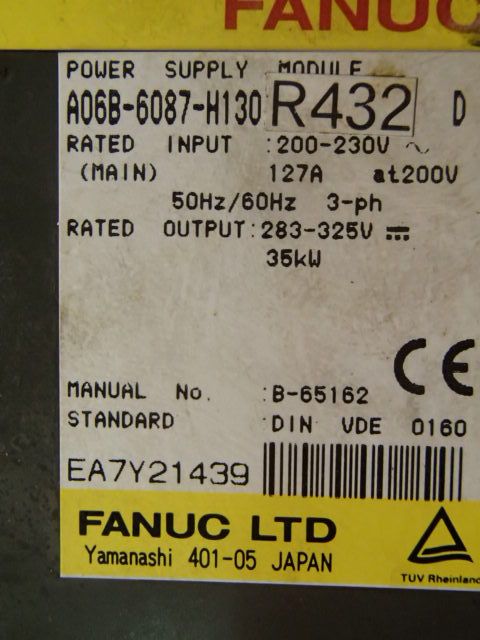 FANUC
POWER SUPPLY MODULE
A06B-6087-H130 R432 D
RATED INPUT :200-230V ~
(MAIN) 127A at200V
50Hz/60Hz 3-ph
RATED OUTPUT:283-325V ⎓
35kW
CE
MANUAL No. :B-65162
STANDARD :DIN VDE 0160
EA7Y21439
FANUC LTD
Yamanashi 401-05 JAPAN
TUV Rheinland